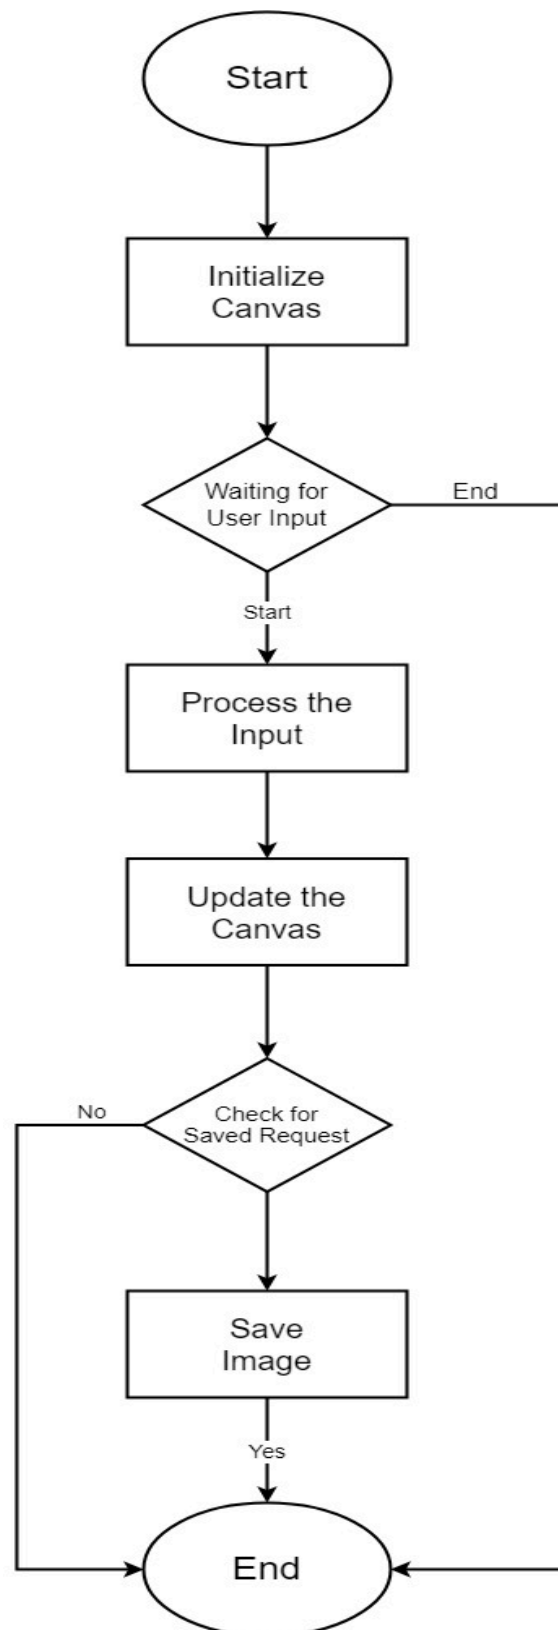 Start
Initialize
Canvas
Waiting for
User Input
End
Start
Process the
Input
Update the
Canvas
No
Check for
Saved Request
Save
Image
Yes
End